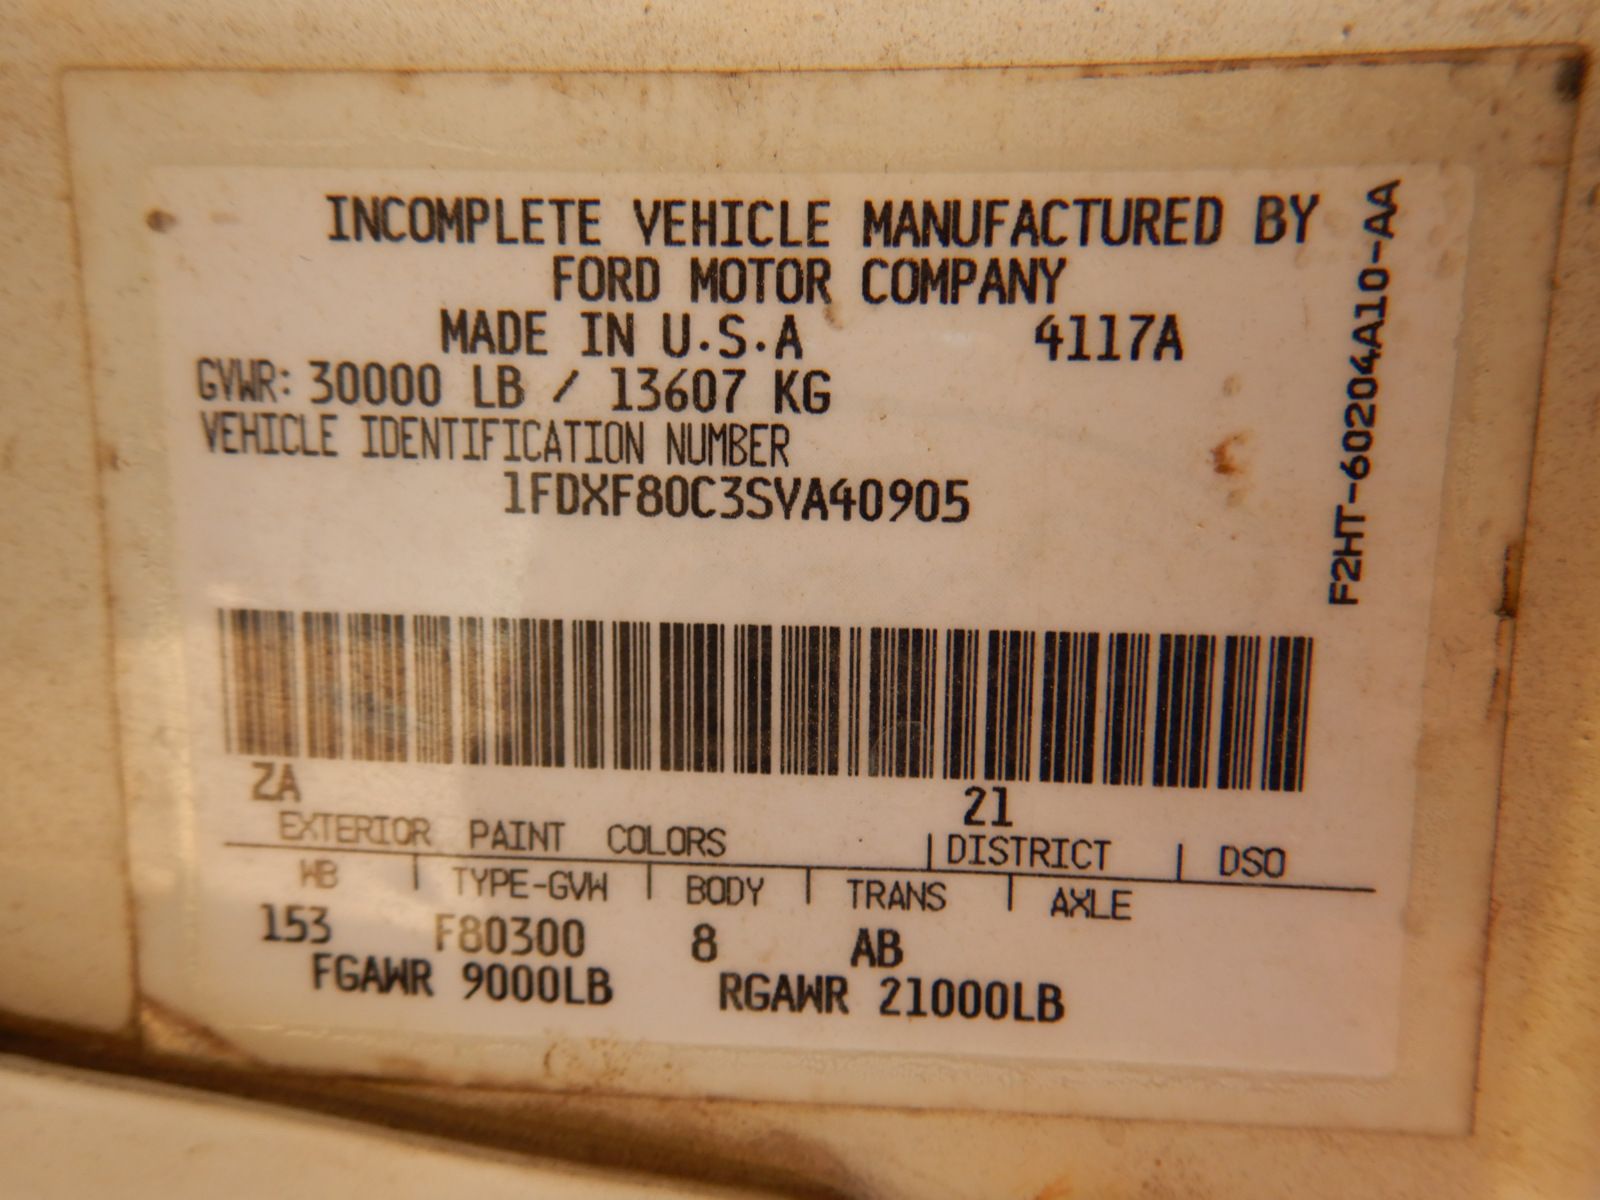 INCOMPLETE VEHICLE MANUFACTURED BY
FORD MOTOR COMPANY
MADE IN U.S.A 4117A
GVWR: 30000 LB / 13607 KG
VEHICLE IDENTIFICATION NUMBER
1FDXF80C3SVA40905
F2HT-60204A10-AA
ZA 21
EXTERIOR PAINT COLORS | DISTRICT | DSO
WB | TYPE-GVW | BODY | TRANS | AXLE
153 F80300 8 AB
FGAWR 9000LB RGAWR 21000LB